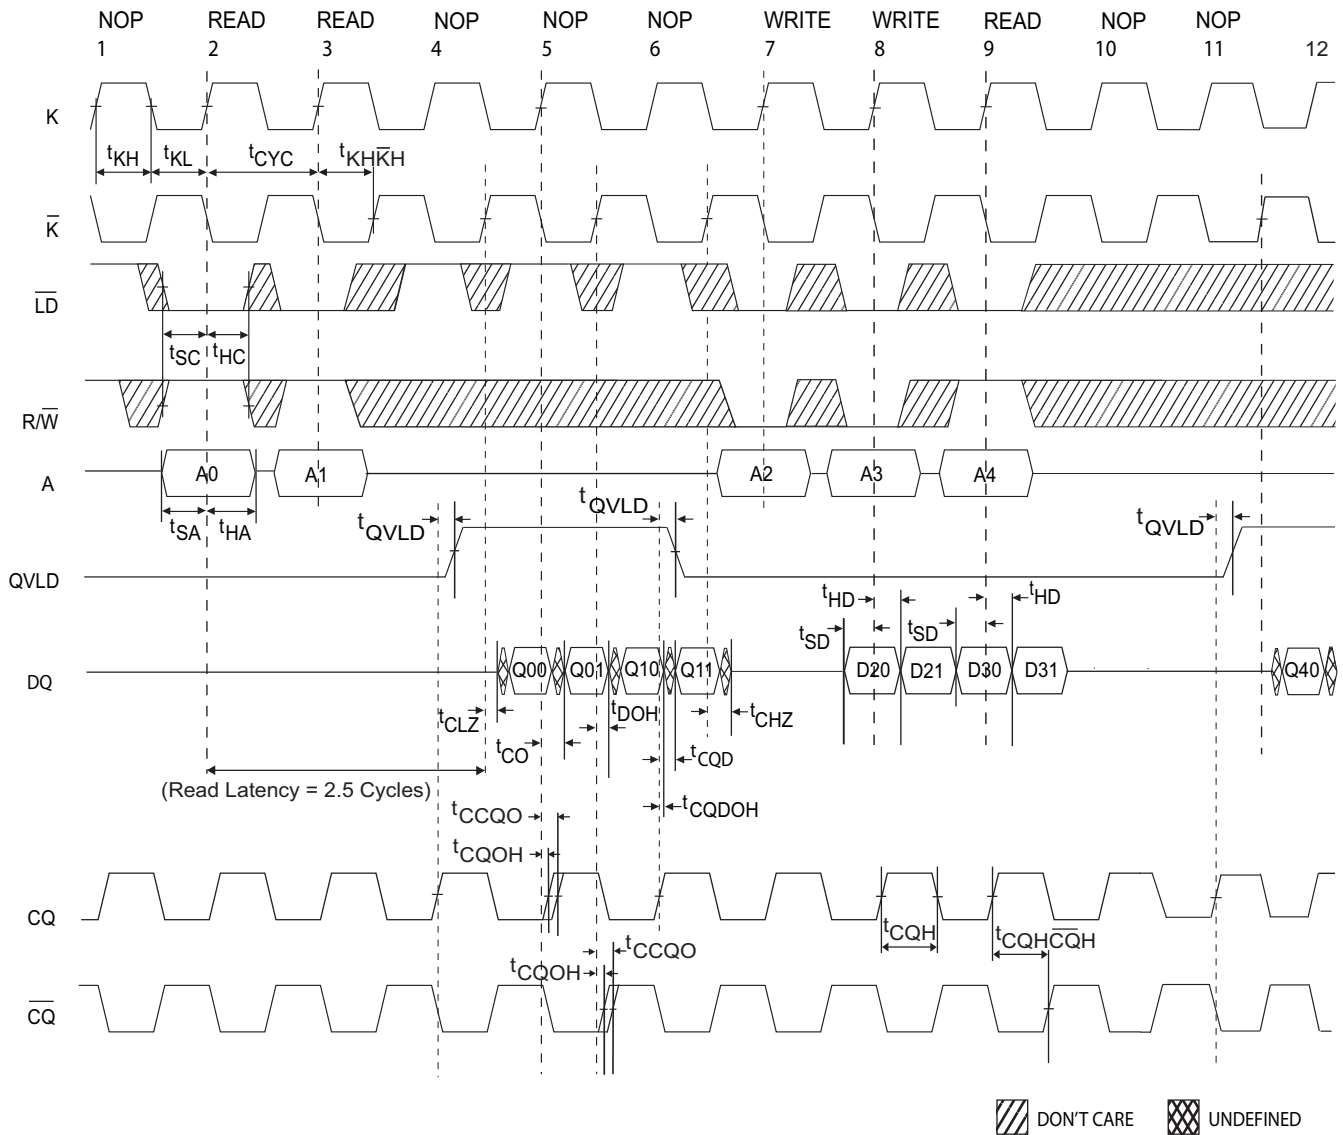 NOP READ READ NOP NOP NOP WRITE WRITE READ NOP NOP
1 2 3 4 5 6 7 8 9 10 11 12
K
tKH tKL tCYC tKHK̅H
K̅
L̅D̅
tSC tHC
R/W̅
A A0 A1 A2 A3 A4
tSA tHA tQVLD tQVLD tQVLD
QVLD
tHD tHD
tSD tSD
DQ Q00 Q01 Q10 Q11 D20 D21 D30 D31 Q40
tCLZ tDOH tCHZ
tCO tCQD
(Read Latency = 2.5 Cycles)
tCQDOH
tCCQO
tCQOH
CQ
tCQH tCQHC̅Q̅H
tCCQO
tCQOH
C̅Q̅
DON'T CARE UNDEFINED